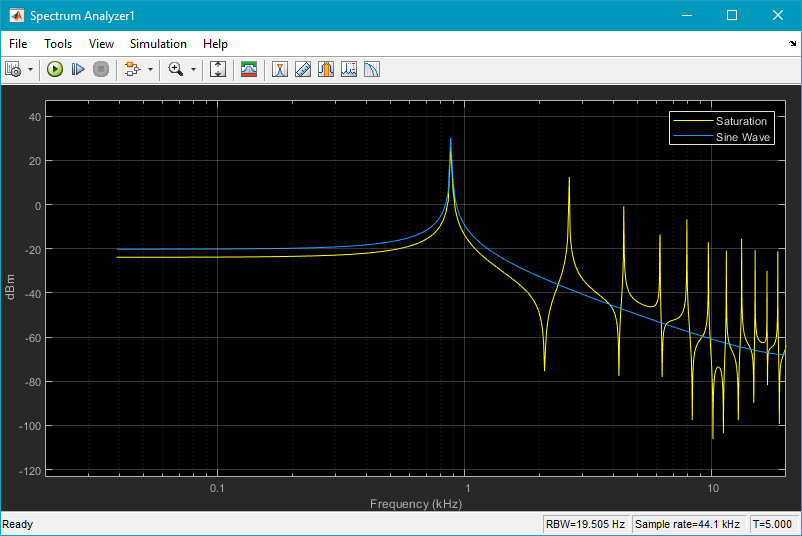 Spectrum Analyzer1
File Tools View Simulation Help
40
20
0
-20
-40
-60
-80
-100
-120
dBm
Saturation
Sine Wave
0.1 1 10
Frequency (kHz)
Ready RBW=19.505 Hz Sample rate=44.1 kHz T=5.000